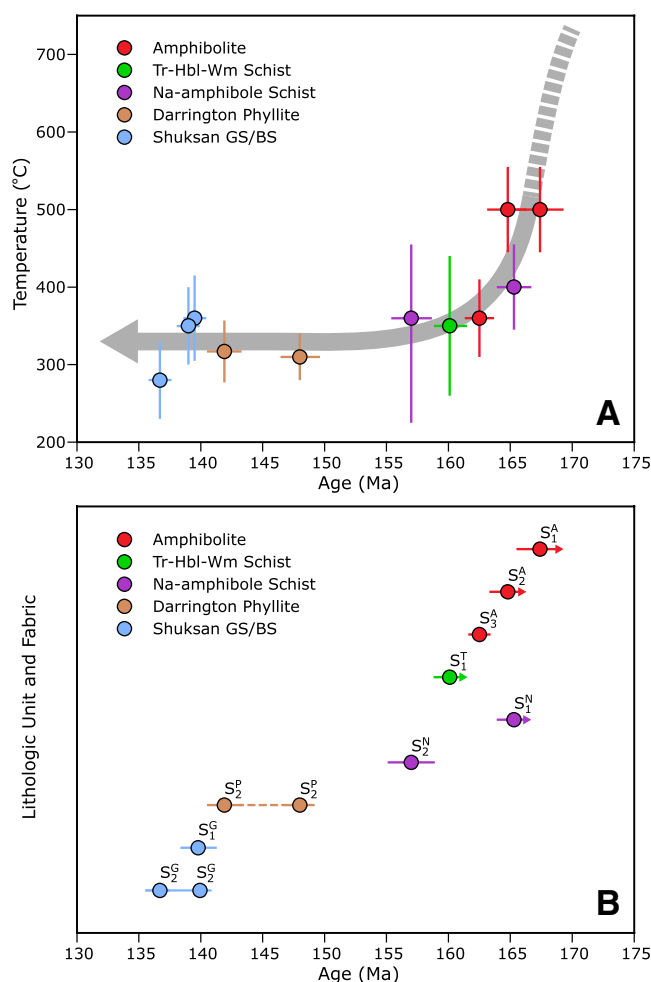 700
600
500
400
300
200
Temperature (°C)
Amphibolite
Tr-Hbl-Wm Schist
Na-amphibole Schist
Darrington Phyllite
Shuksan GS/BS
A
130 135 140 145 150 155 160 165 170 175
Age (Ma)
Lithologic Unit and Fabric
Amphibolite
Tr-Hbl-Wm Schist
Na-amphibole Schist
Darrington Phyllite
Shuksan GS/BS
S₁ᴬ
S₂ᴬ
S₃ᴬ
S₁ᵀ
S₁ᴺ
S₂ᴺ
S₂ᴾ S₂ᴾ
S₁ᴳ
S₂ᴳ S₂ᴳ
B
130 135 140 145 150 155 160 165 170 175
Age (Ma)